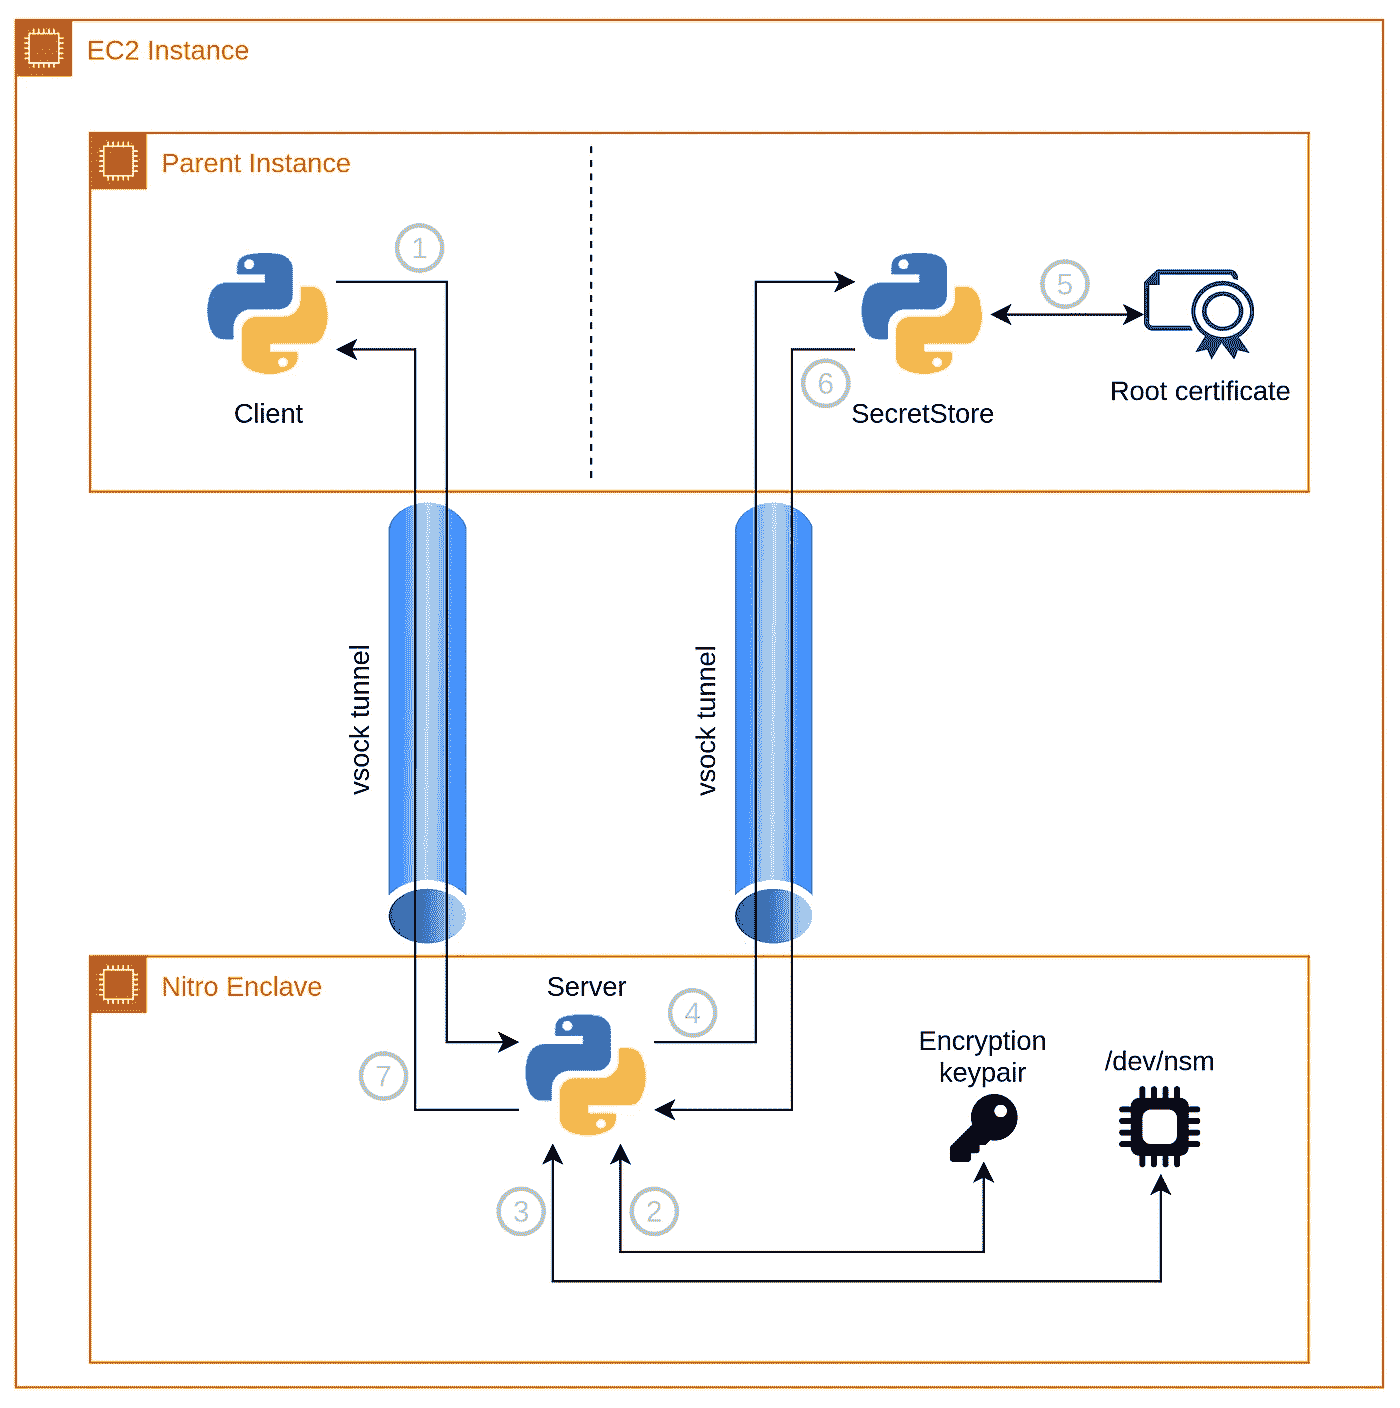 EC2 Instance
Parent Instance
1
5
6
Client
SecretStore
Root certificate
vsock tunnel
vsock tunnel
Nitro Enclave
Server
4
7
Encryption
keypair
/dev/nsm
3
2